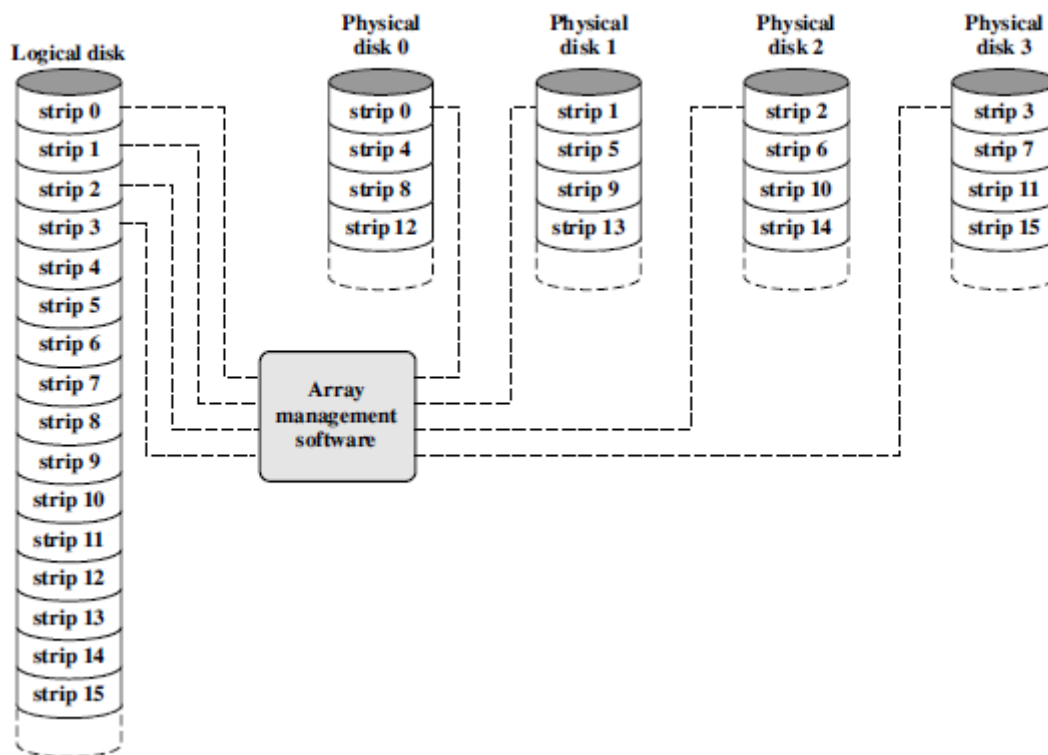 Logical disk
strip 0
strip 1
strip 2
strip 3
strip 4
strip 5
strip 6
strip 7
strip 8
strip 9
strip 10
strip 11
strip 12
strip 13
strip 14
strip 15
Physical
disk 0
strip 0
strip 4
strip 8
strip 12
Physical
disk 1
strip 1
strip 5
strip 9
strip 13
Physical
disk 2
strip 2
strip 6
strip 10
strip 14
Physical
disk 3
strip 3
strip 7
strip 11
strip 15
Array
management
software